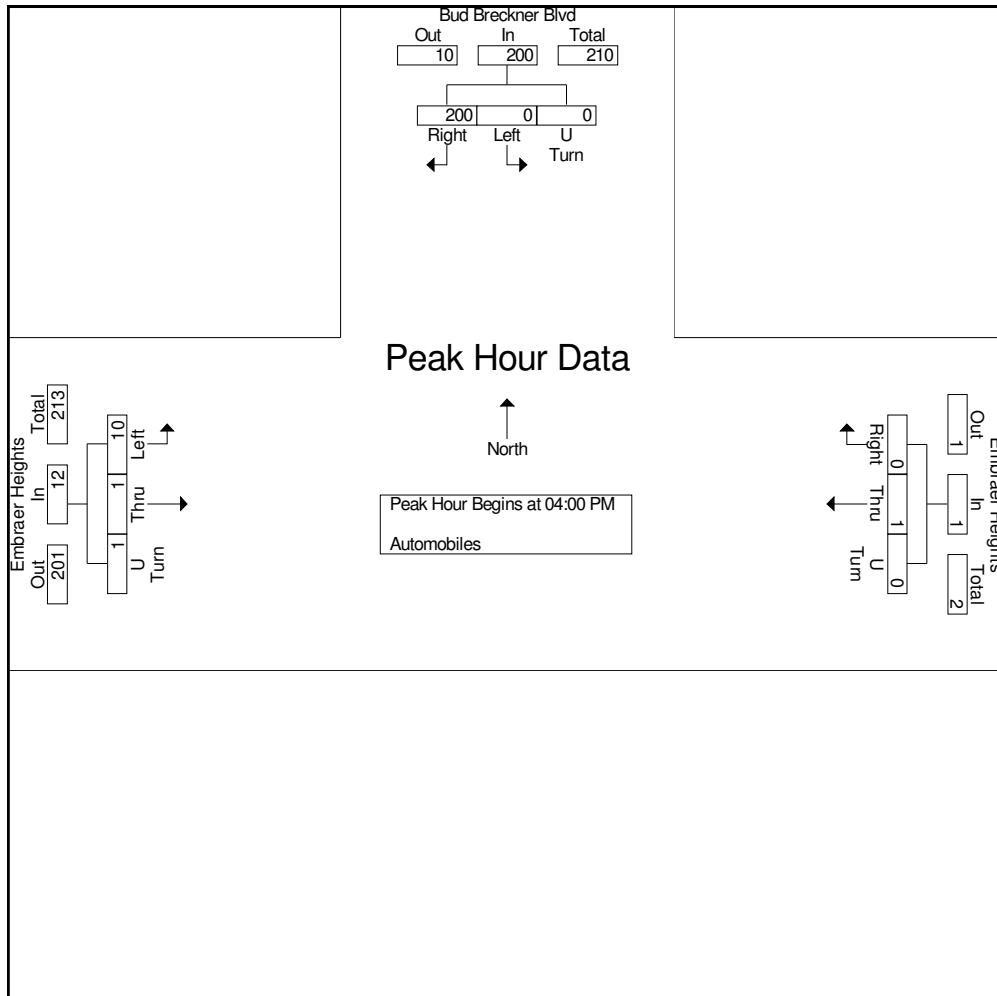 Bud Breckner Blvd
Out In Total
10 200 210
200 0 0
Right Left U
Turn
Peak Hour Data
North
Peak Hour Begins at 04:00 PM
Automobiles
Embraer Heights
Out In Total
201 12 213
10 1 1
Left Thru U
Turn
Embraer Heights
Out In Total
1 1 2
0 1 0
Right Thru U
Turn